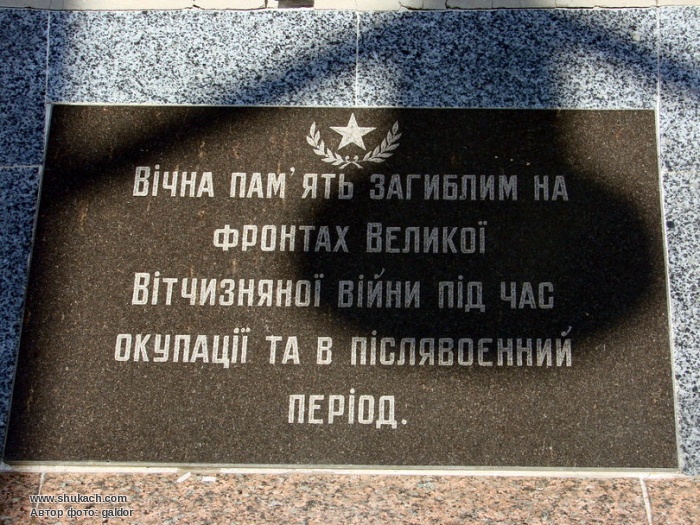 Вічна пам'ять загиблим на
фронтах Великої
Вітчизняної війни під час
окупації та в післявоєнний
період.
www.shukach.com
Автор фото: galdor